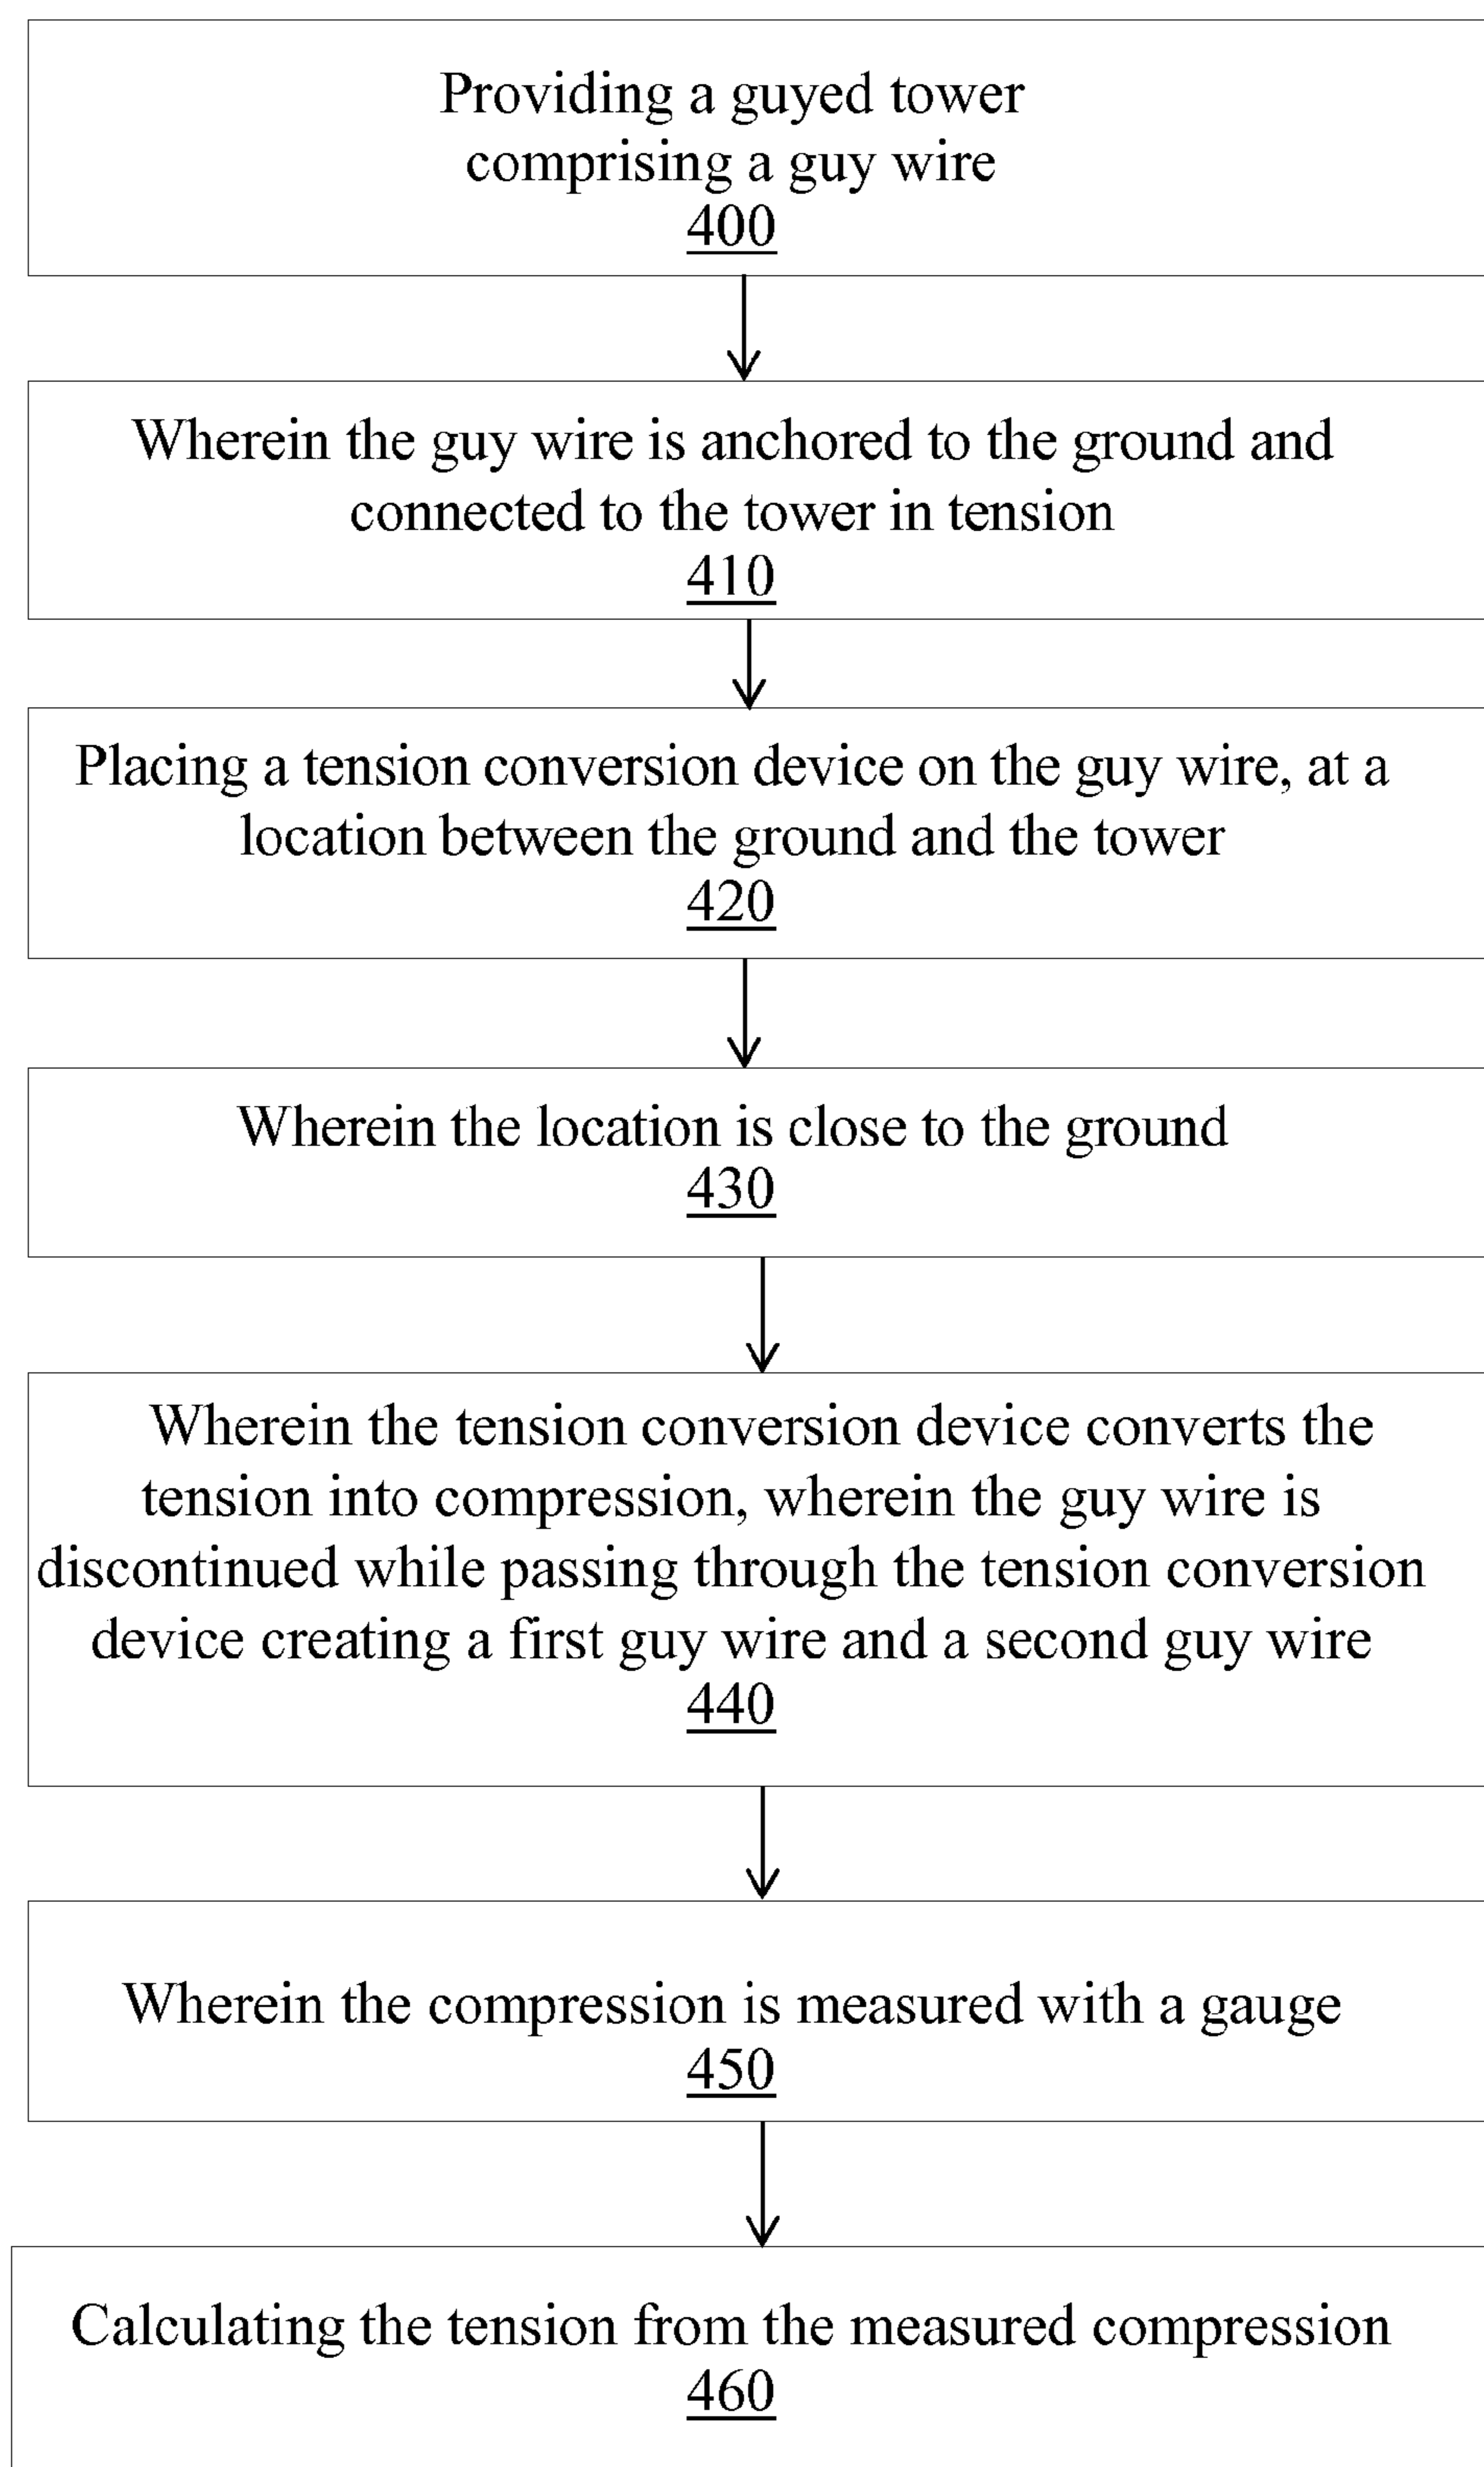 Providing a guyed tower
comprising a guy wire
400
Wherein the guy wire is anchored to the ground and
connected to the tower in tension
410
Placing a tension conversion device on the guy wire, at a
location between the ground and the tower
420
Wherein the location is close to the ground
430
Wherein the tension conversion device converts the
tension into compression, wherein the guy wire is
discontinued while passing through the tension conversion
device creating a first guy wire and a second guy wire
440
Wherein the compression is measured with a gauge
450
Calculating the tension from the measured compression
460